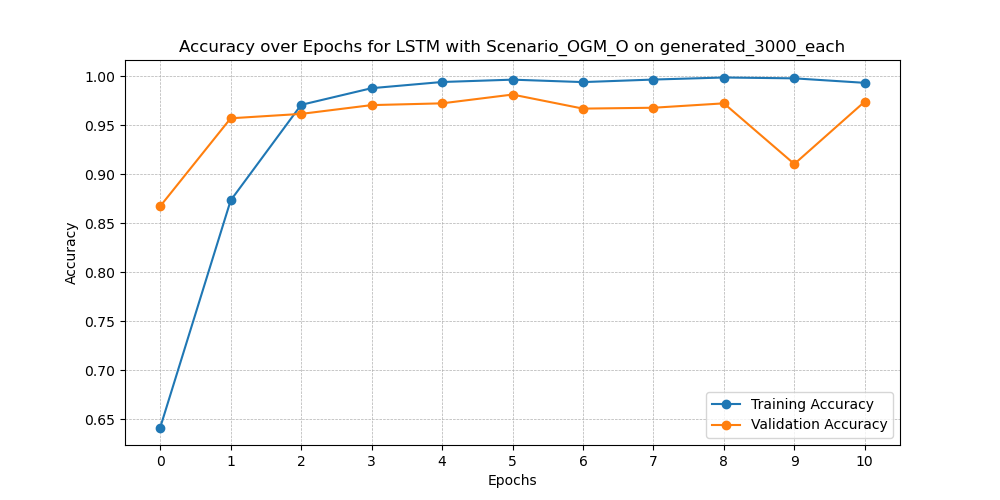 Accuracy over Epochs for LSTM with Scenario_OGM_O on generated_3000_each
1.00
0.95
0.90
0.85
0.80
0.75
0.70
0.65
Accuracy
0 1 2 3 4 5 6 7 8 9 10
Epochs
Training Accuracy
Validation Accuracy